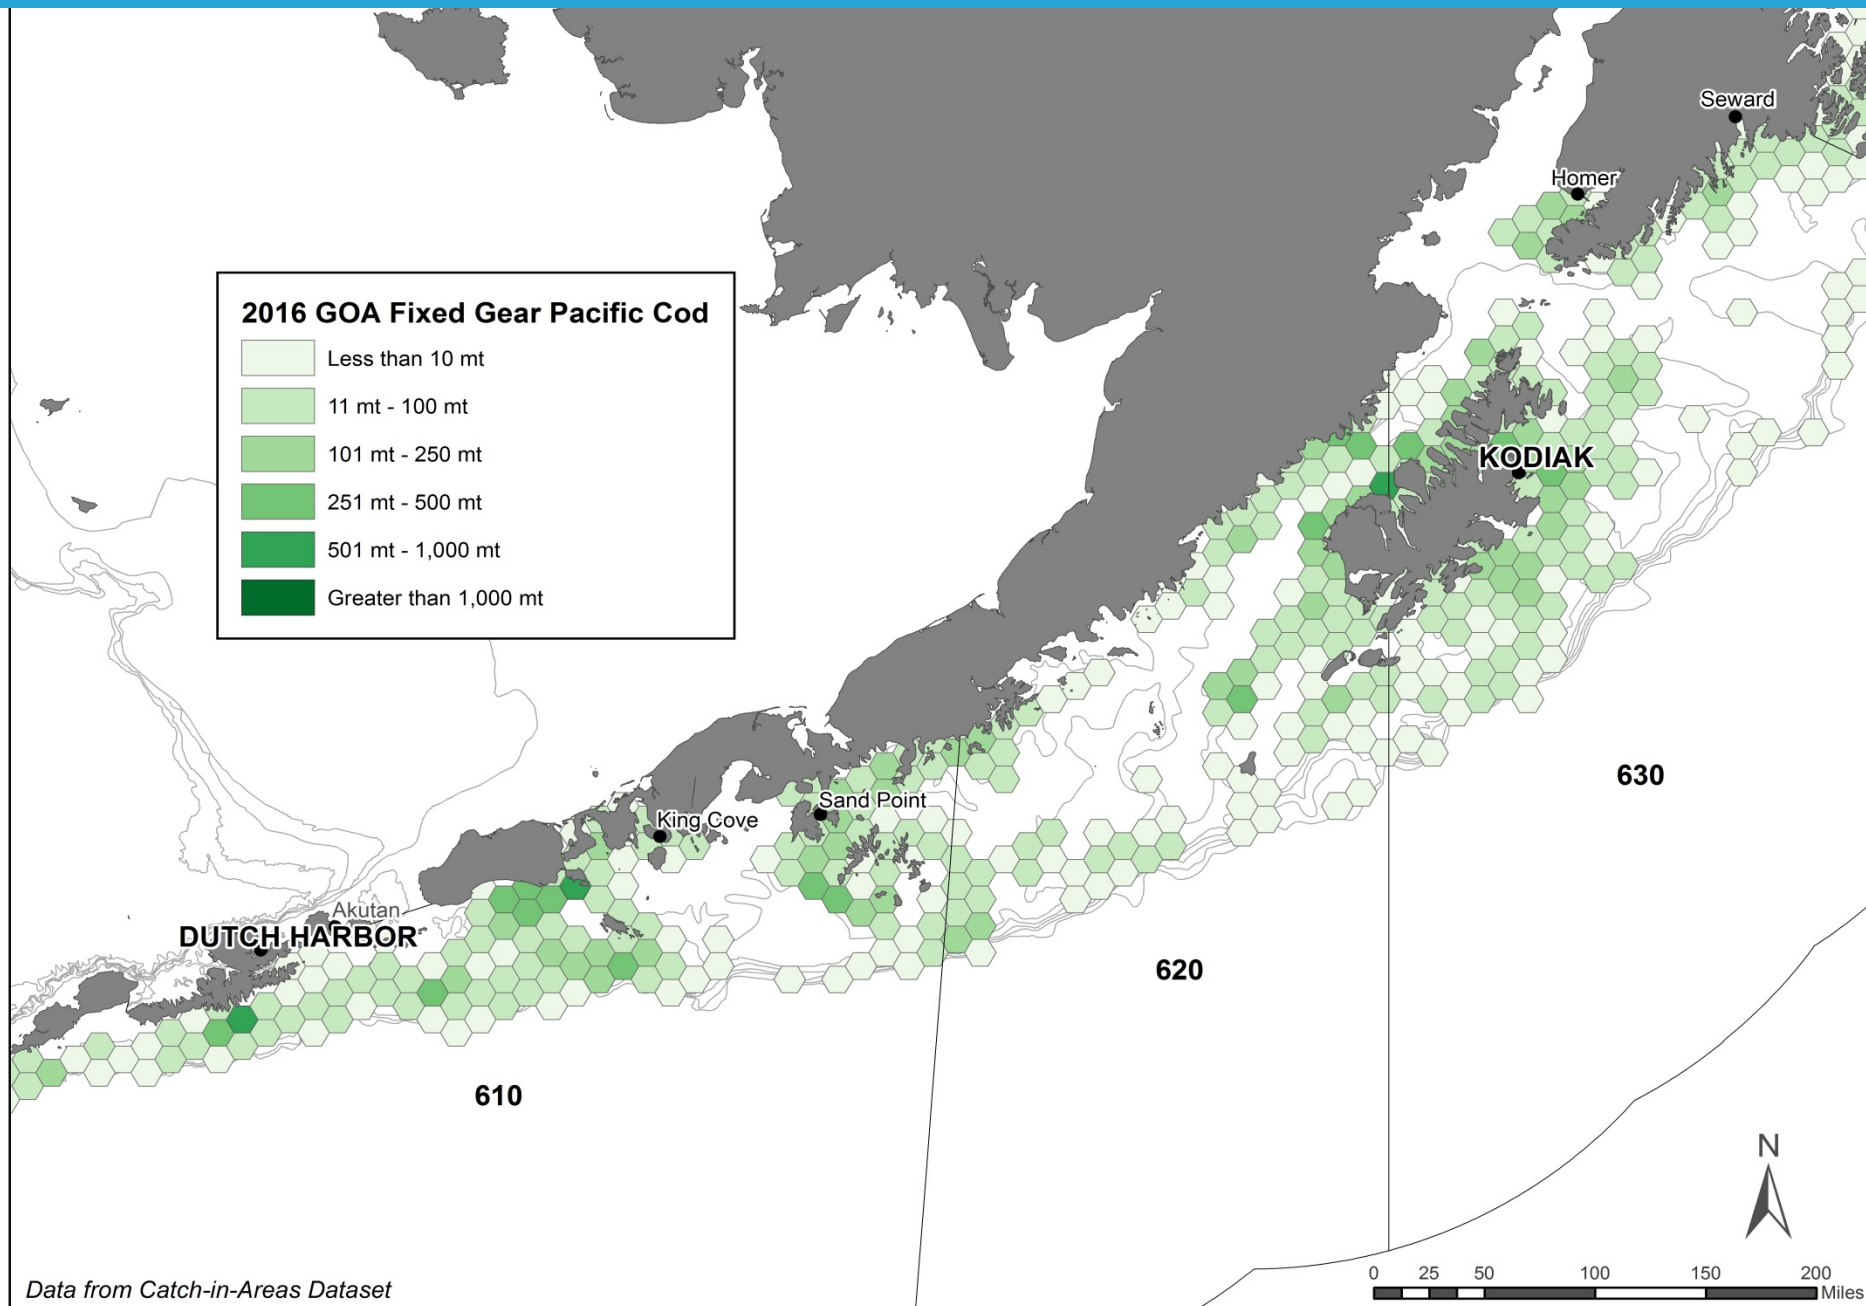 Seward
Homer
2016 GOA Fixed Gear Pacific Cod
Less than 10 mt
11 mt - 100 mt
101 mt - 250 mt
251 mt - 500 mt
501 mt - 1,000 mt
Greater than 1,000 mt
KODIAK
630
Sand Point
King Cove
Akutan
DUTCH HARBOR
620
610
N
0 25 50 100 150 200
Miles
Data from Catch-in-Areas Dataset